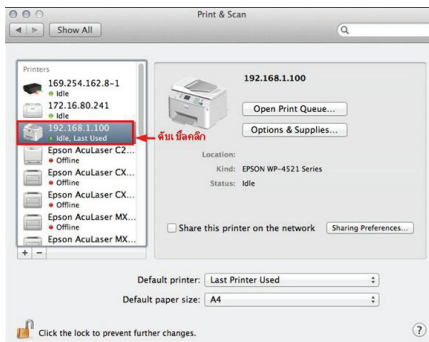 Print & Scan
Show All
Printers
169.254.162.8-1
Idle
172.16.80.241
Idle
192.168.1.100
Idle, Last Used
Epson AcuLaser C2...
Offline
Epson AcuLaser CX...
Offline
Epson AcuLaser CX...
Offline
Epson AcuLaser MX...
Offline
Epson AcuLaser MX...
+ −
ดับเบิ้ลคลิก
192.168.1.100
Open Print Queue...
Options & Supplies...
Location:
Kind: EPSON WP-4521 Series
Status: Idle
Share this printer on the network
Sharing Preferences...
Default printer: Last Printer Used
Default paper size: A4
Click the lock to prevent further changes.
?